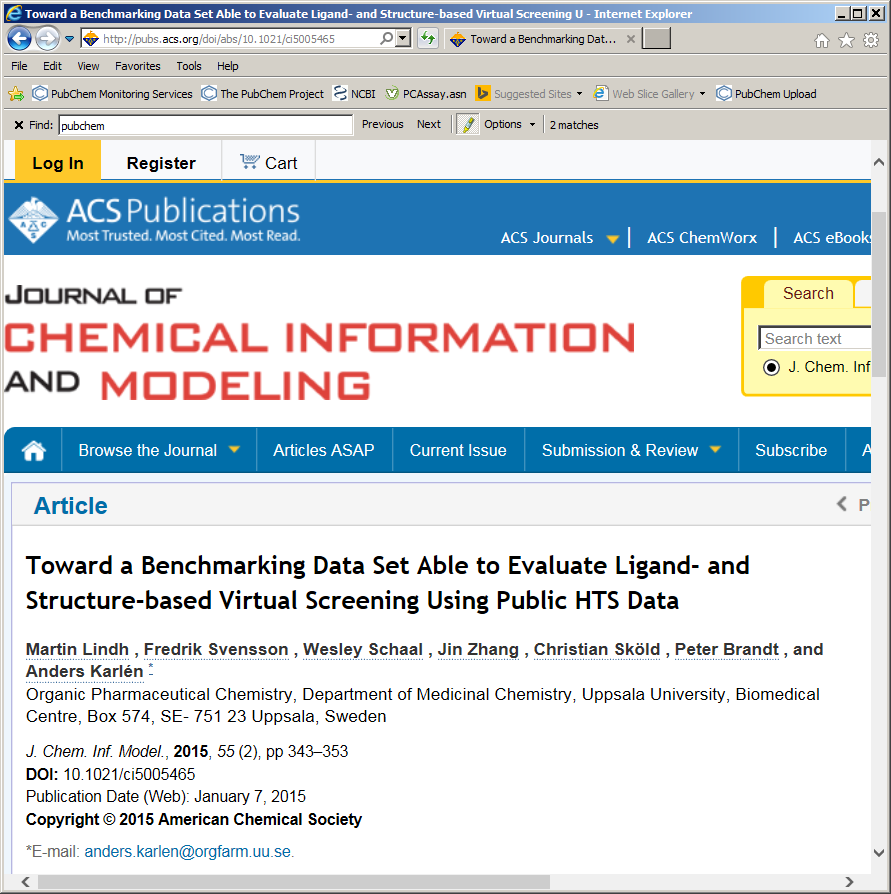 Toward a Benchmarking Data Set Able to Evaluate Ligand- and Structure-based Virtual Screening U - Internet Explorer
http://pubs.acs.org/doi/abs/10.1021/ci5005465 Toward a Benchmarking Dat...
File Edit View Favorites Tools Help
PubChem Monitoring Services The PubChem Project NCBI PCAssay.asn Suggested Sites Web Slice Gallery PubChem Upload
Find: pubchem Previous Next Options 2 matches
Log In Register Cart
ACS Publications
Most Trusted. Most Cited. Most Read.
ACS Journals | ACS ChemWorx | ACS eBooks
JOURNAL OF
CHEMICAL INFORMATION
AND MODELING
Search
Search text
J. Chem. Inf
Browse the Journal Articles ASAP Current Issue Submission & Review Subscribe A
Article P
Toward a Benchmarking Data Set Able to Evaluate Ligand- and
Structure-based Virtual Screening Using Public HTS Data
Martin Lindh , Fredrik Svensson , Wesley Schaal , Jin Zhang , Christian Sköld , Peter Brandt , and
Anders Karlén *
Organic Pharmaceutical Chemistry, Department of Medicinal Chemistry, Uppsala University, Biomedical
Centre, Box 574, SE- 751 23 Uppsala, Sweden
J. Chem. Inf. Model., 2015, 55 (2), pp 343–353
DOI: 10.1021/ci5005465
Publication Date (Web): January 7, 2015
Copyright © 2015 American Chemical Society
*E-mail: anders.karlen@orgfarm.uu.se.